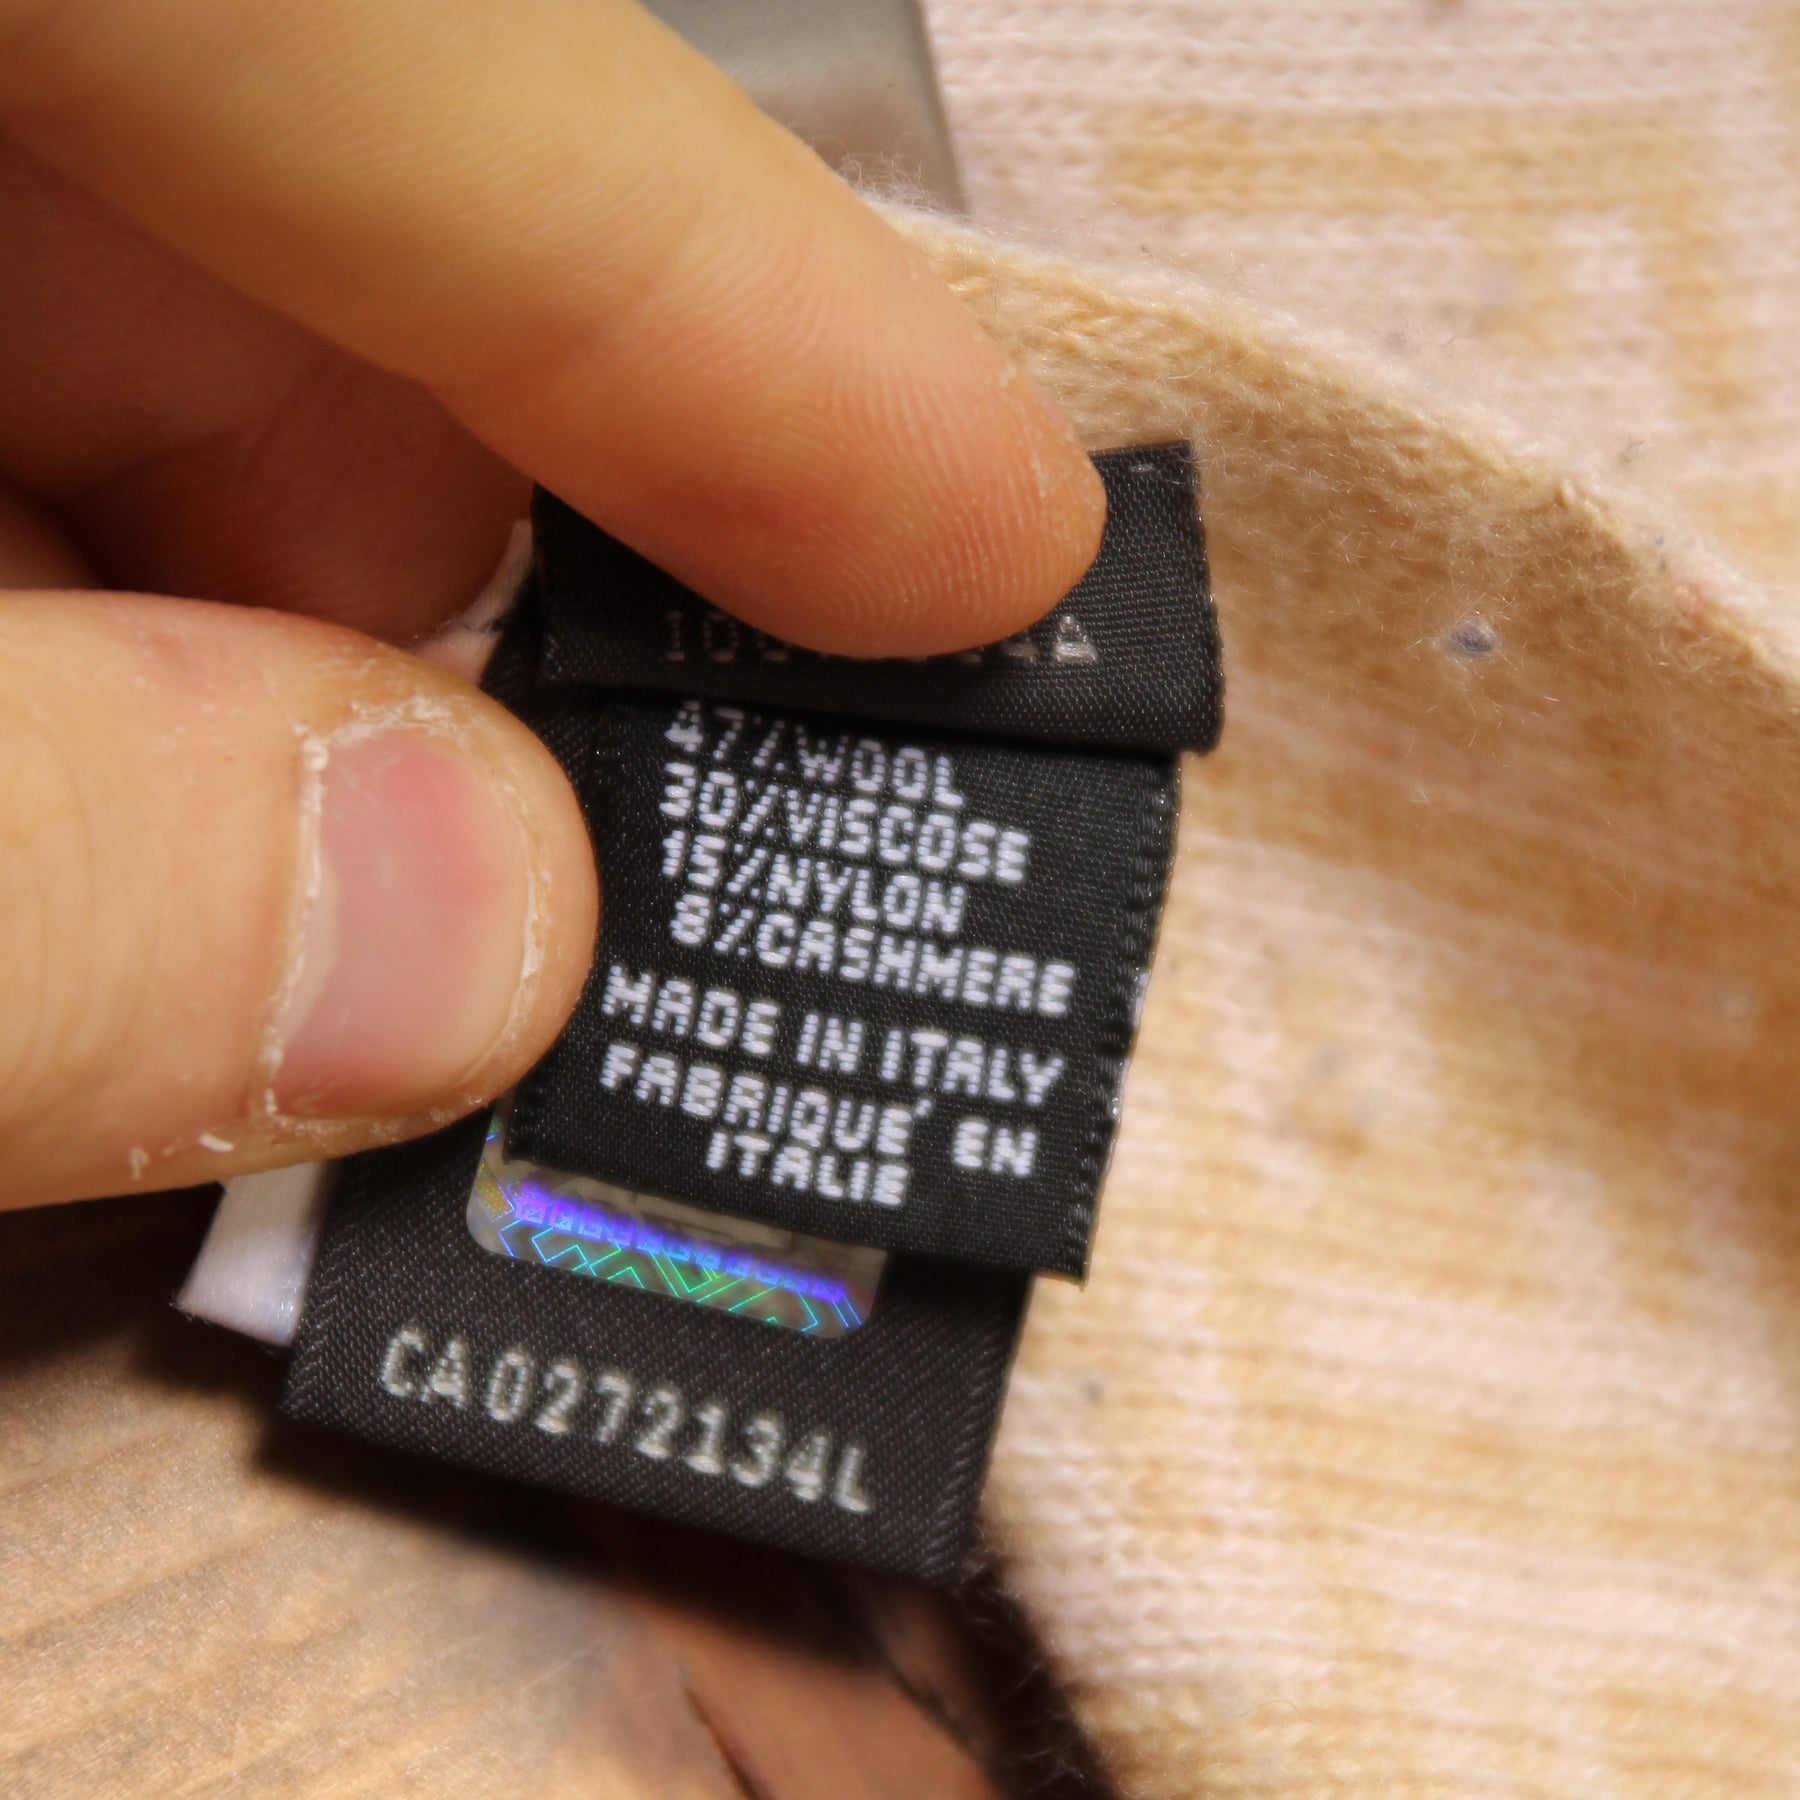 47%WOOL
30%VISCOSE
15%NYLON
8%CASHMERE
MADE IN ITALY
FABRIQUE' EN
ITALIE
CA0272134L